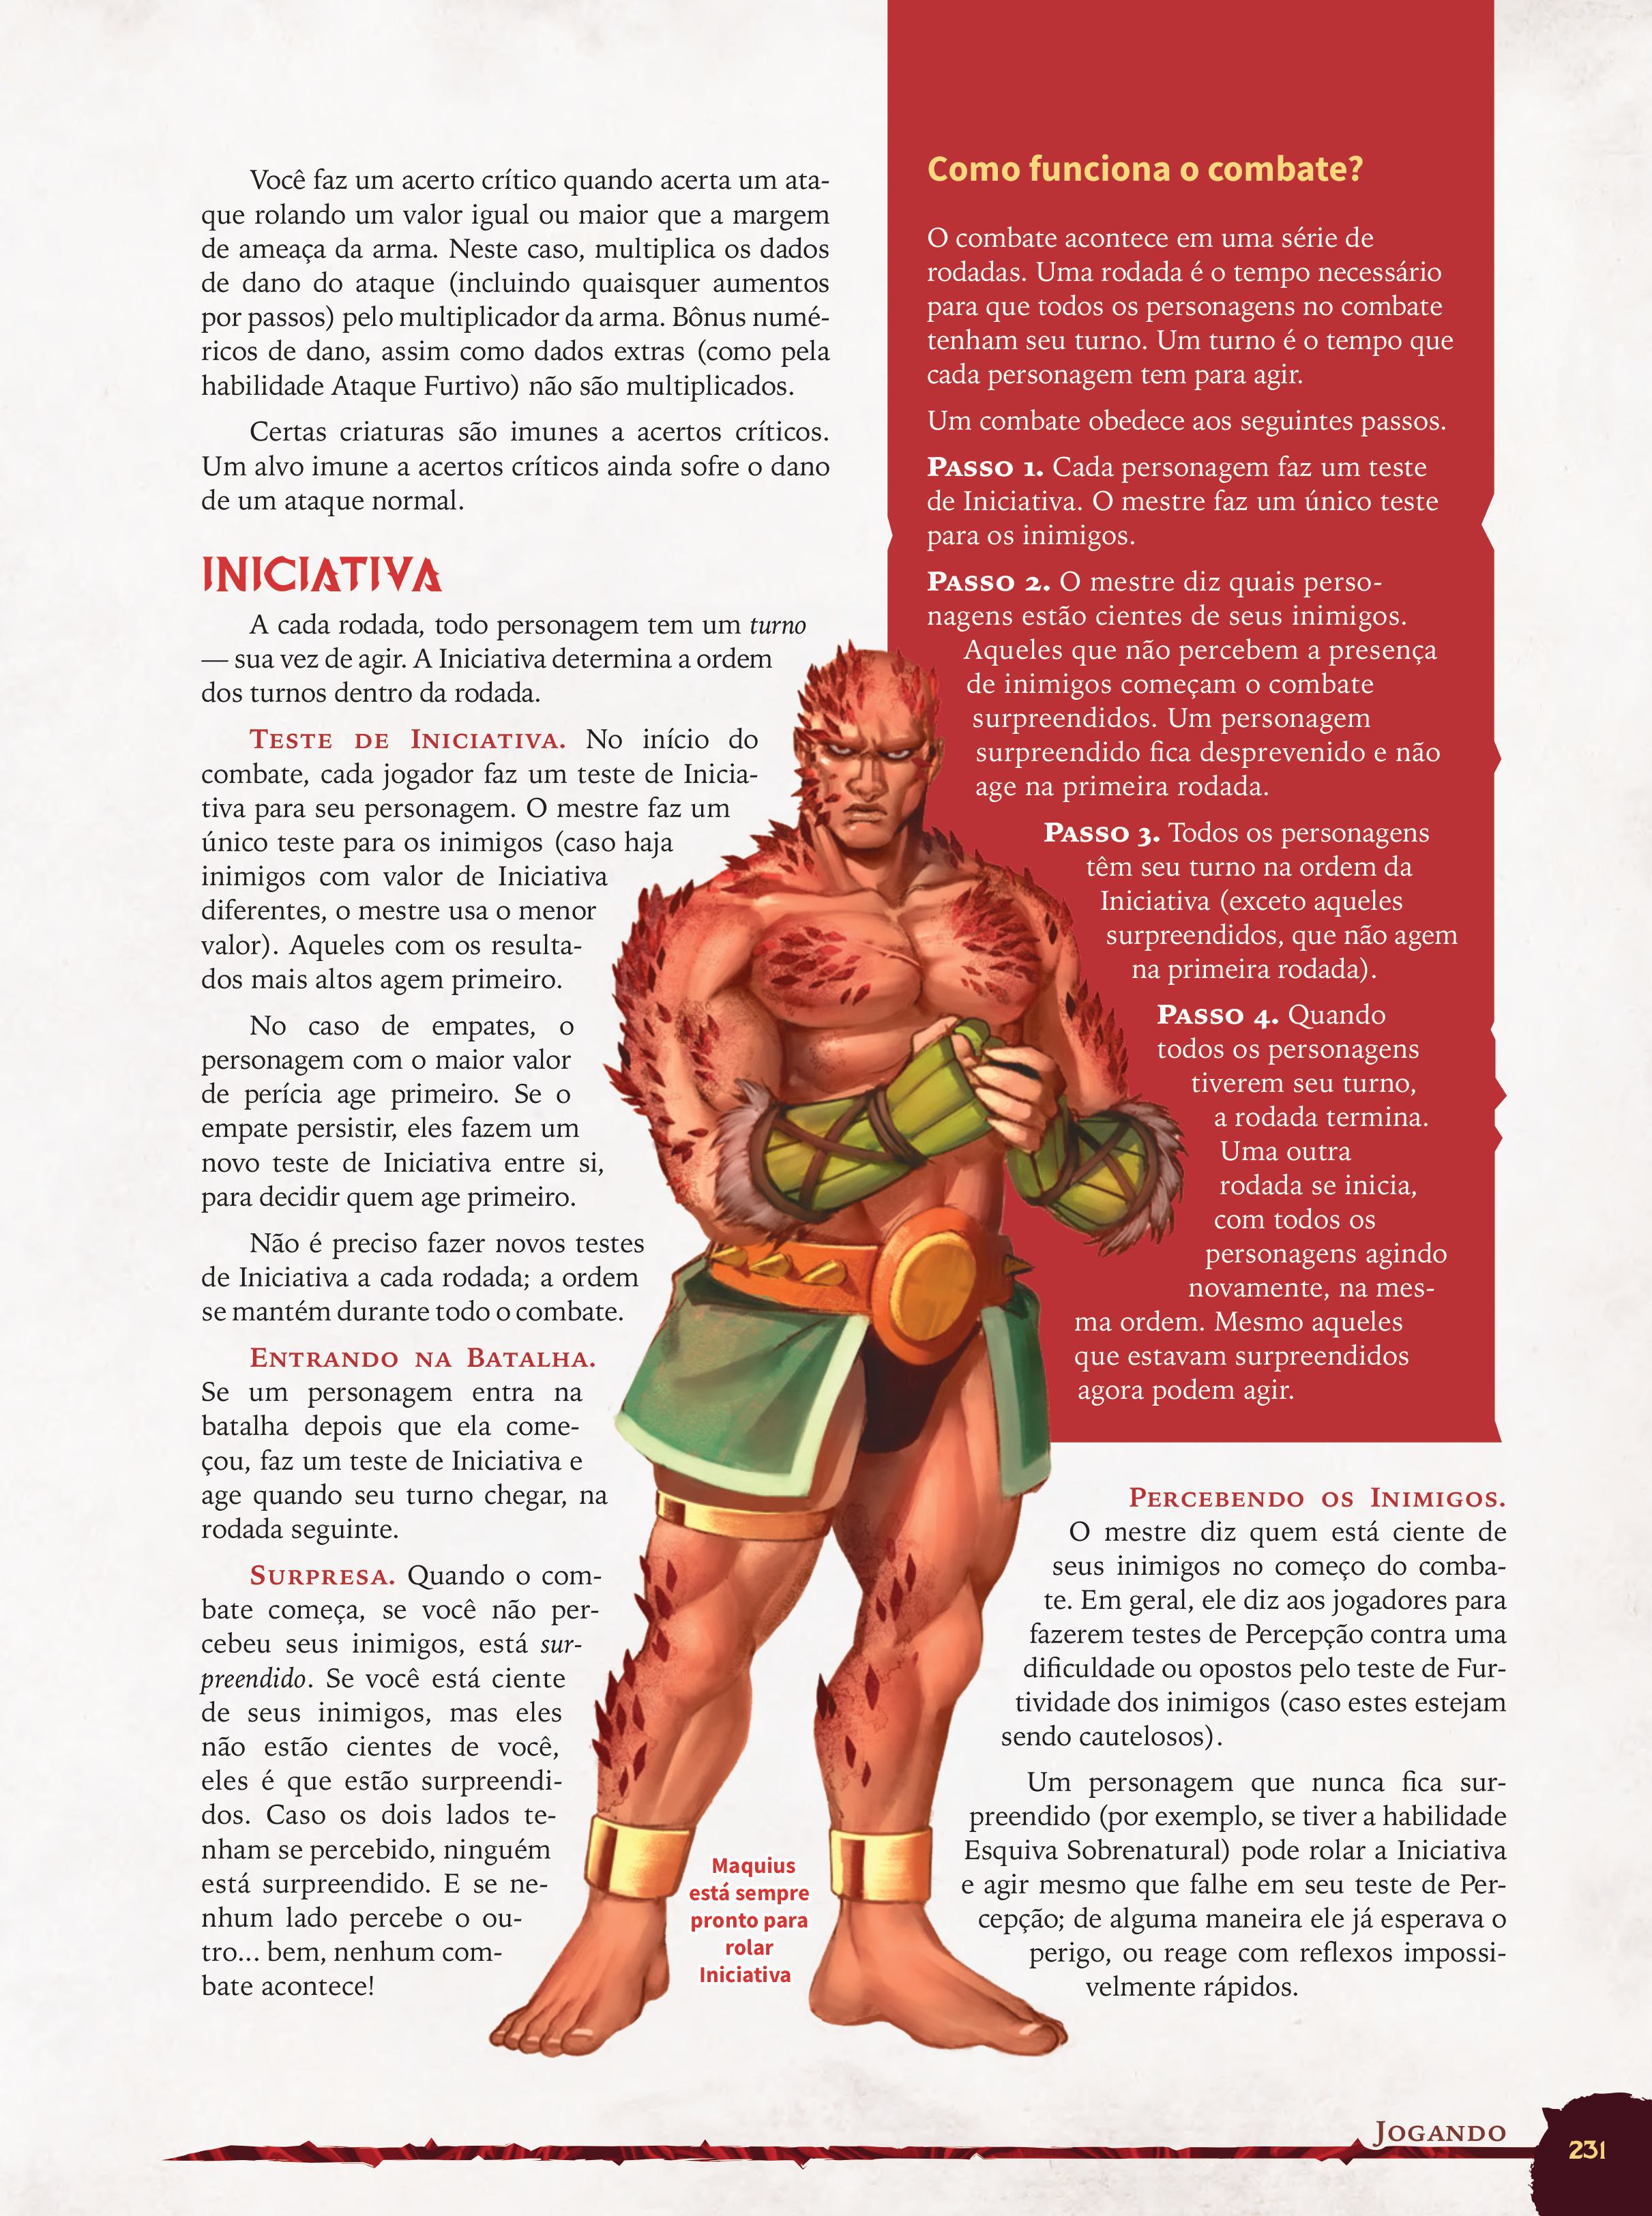 Você faz um acerto crítico quando acerta um ata-
que rolando um valor igual ou maior que a margem
de ameaça da arma. Neste caso, multiplica os dados
de dano do ataque (incluindo quaisquer aumentos
por passos) pelo multiplicador da arma. Bônus numé-
ricos de dano, assim como dados extras (como pela
habilidade Ataque Furtivo) não são multiplicados.
Certas criaturas são imunes a acertos críticos.
Um alvo imune a acertos críticos ainda sofre o dano
de um ataque normal.
INICIATIVA
A cada rodada, todo personagem tem um turno
— sua vez de agir. A Iniciativa determina a ordem
dos turnos dentro da rodada.
TESTE DE INICIATIVA. No início do
combate, cada jogador faz um teste de Inicia-
tiva para seu personagem. O mestre faz um
único teste para os inimigos (caso haja
inimigos com valor de Iniciativa
diferentes, o mestre usa o menor
valor). Aqueles com os resulta-
dos mais altos agem primeiro.
No caso de empates, o
personagem com o maior valor
de perícia age primeiro. Se o
empate persistir, eles fazem um
novo teste de Iniciativa entre si,
para decidir quem age primeiro.
Não é preciso fazer novos testes
de Iniciativa a cada rodada; a ordem
se mantém durante todo o combate.
ENTRANDO NA BATALHA.
Se um personagem entra na
batalha depois que ela come-
çou, faz um teste de Iniciativa e
age quando seu turno chegar, na
rodada seguinte.
SURPRESA. Quando o com-
bate começa, se você não per-
cebeu seus inimigos, está sur-
preendido. Se você está ciente
de seus inimigos, mas eles
não estão cientes de você,
eles é que estão surpreendi-
dos. Caso os dois lados te-
nham se percebido, ninguém
está surpreendido. E se ne-
nhum lado percebe o ou-
tro... bem, nenhum com-
bate acontece!
Como funciona o combate?
O combate acontece em uma série de
rodadas. Uma rodada é o tempo necessário
para que todos os personagens no combate
tenham seu turno. Um turno é o tempo que
cada personagem tem para agir.
Um combate obedece aos seguintes passos.
PASSO 1. Cada personagem faz um teste
de Iniciativa. O mestre faz um único teste
para os inimigos.
PASSO 2. O mestre diz quais perso-
nagens estão cientes de seus inimigos.
Aqueles que não percebem a presença
de inimigos começam o combate
surpreendidos. Um personagem
surpreendido fica desprevenido e não
age na primeira rodada.
PASSO 3. Todos os personagens
têm seu turno na ordem da
Iniciativa (exceto aqueles
surpreendidos, que não agem
na primeira rodada).
PASSO 4. Quando
todos os personagens
tiverem seu turno,
a rodada termina.
Uma outra
rodada se inicia,
com todos os
personagens agindo
novamente, na mes-
ma ordem. Mesmo aqueles
que estavam surpreendidos
agora podem agir.
PERCEBENDO OS INIMIGOS.
O mestre diz quem está ciente de
seus inimigos no começo do comba-
te. Em geral, ele diz aos jogadores para
fazerem testes de Percepção contra uma
dificuldade ou opostos pelo teste de Fur-
tividade dos inimigos (caso estes estejam
sendo cautelosos).
Um personagem que nunca fica sur-
preendido (por exemplo, se tiver a habilidade
Esquiva Sobrenatural) pode rolar a Iniciativa
e agir mesmo que falhe em seu teste de Per-
cepção; de alguma maneira ele já esperava o
perigo, ou reage com reflexos impossi-
velmente rápidos.
Maquius
está sempre
pronto para
rolar
Iniciativa
JOGANDO
231